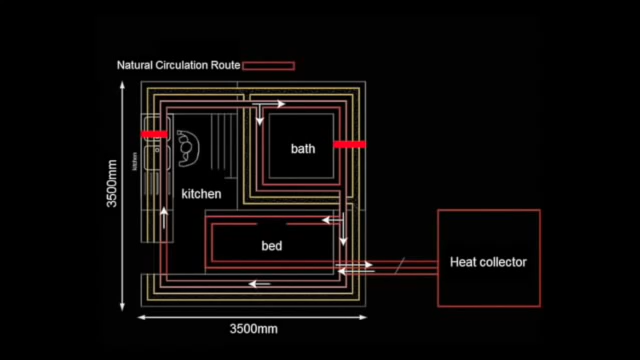 Natural Circulation Route
kitchen
3500mm
bath
kitchen
bed
Heat collector
3500mm